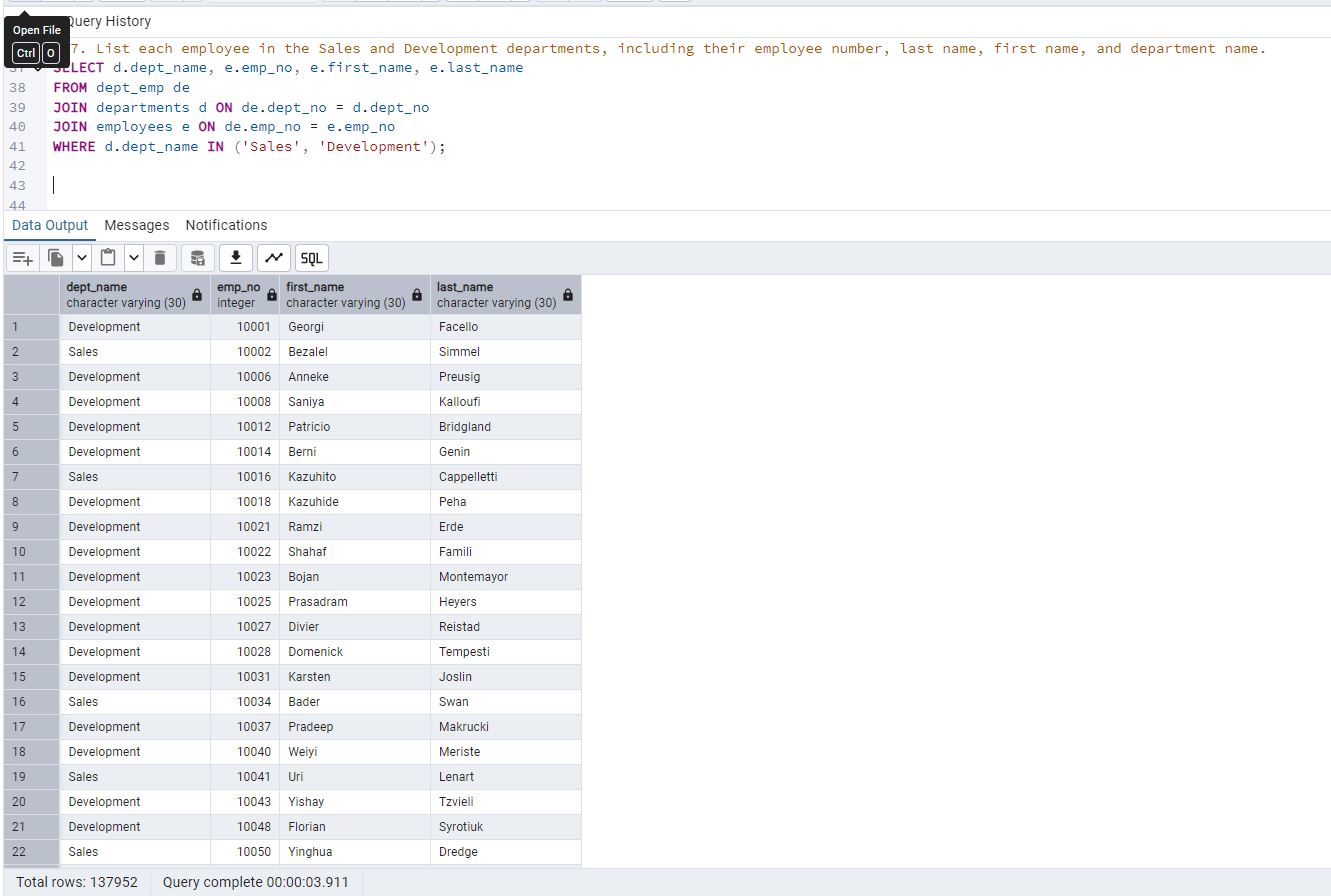 Open File
Ctrl O
Query History
7. List each employee in the Sales and Development departments, including their employee number, last name, first name, and department name.
37 SELECT d.dept_name, e.emp_no, e.first_name, e.last_name
38 FROM dept_emp de
39 JOIN departments d ON de.dept_no = d.dept_no
40 JOIN employees e ON de.emp_no = e.emp_no
41 WHERE d.dept_name IN ('Sales', 'Development');
42
43
44
Data Output Messages Notifications
SQL
dept_name emp_no first_name last_name
character varying (30) integer character varying (30) character varying (30)
1 Development 10001 Georgi Facello
2 Sales 10002 Bezalel Simmel
3 Development 10006 Anneke Preusig
4 Development 10008 Saniya Kalloufi
5 Development 10012 Patricio Bridgland
6 Development 10014 Berni Genin
7 Sales 10016 Kazuhito Cappelletti
8 Development 10018 Kazuhide Peha
9 Development 10021 Ramzi Erde
10 Development 10022 Shahaf Famili
11 Development 10023 Bojan Montemayor
12 Development 10025 Prasadram Heyers
13 Development 10027 Divier Reistad
14 Development 10028 Domenick Tempesti
15 Development 10031 Karsten Joslin
16 Sales 10034 Bader Swan
17 Development 10037 Pradeep Makrucki
18 Development 10040 Weiyi Meriste
19 Sales 10041 Uri Lenart
20 Development 10043 Yishay Tzvieli
21 Development 10048 Florian Syrotiuk
22 Sales 10050 Yinghua Dredge
Total rows: 137952 Query complete 00:00:03.911